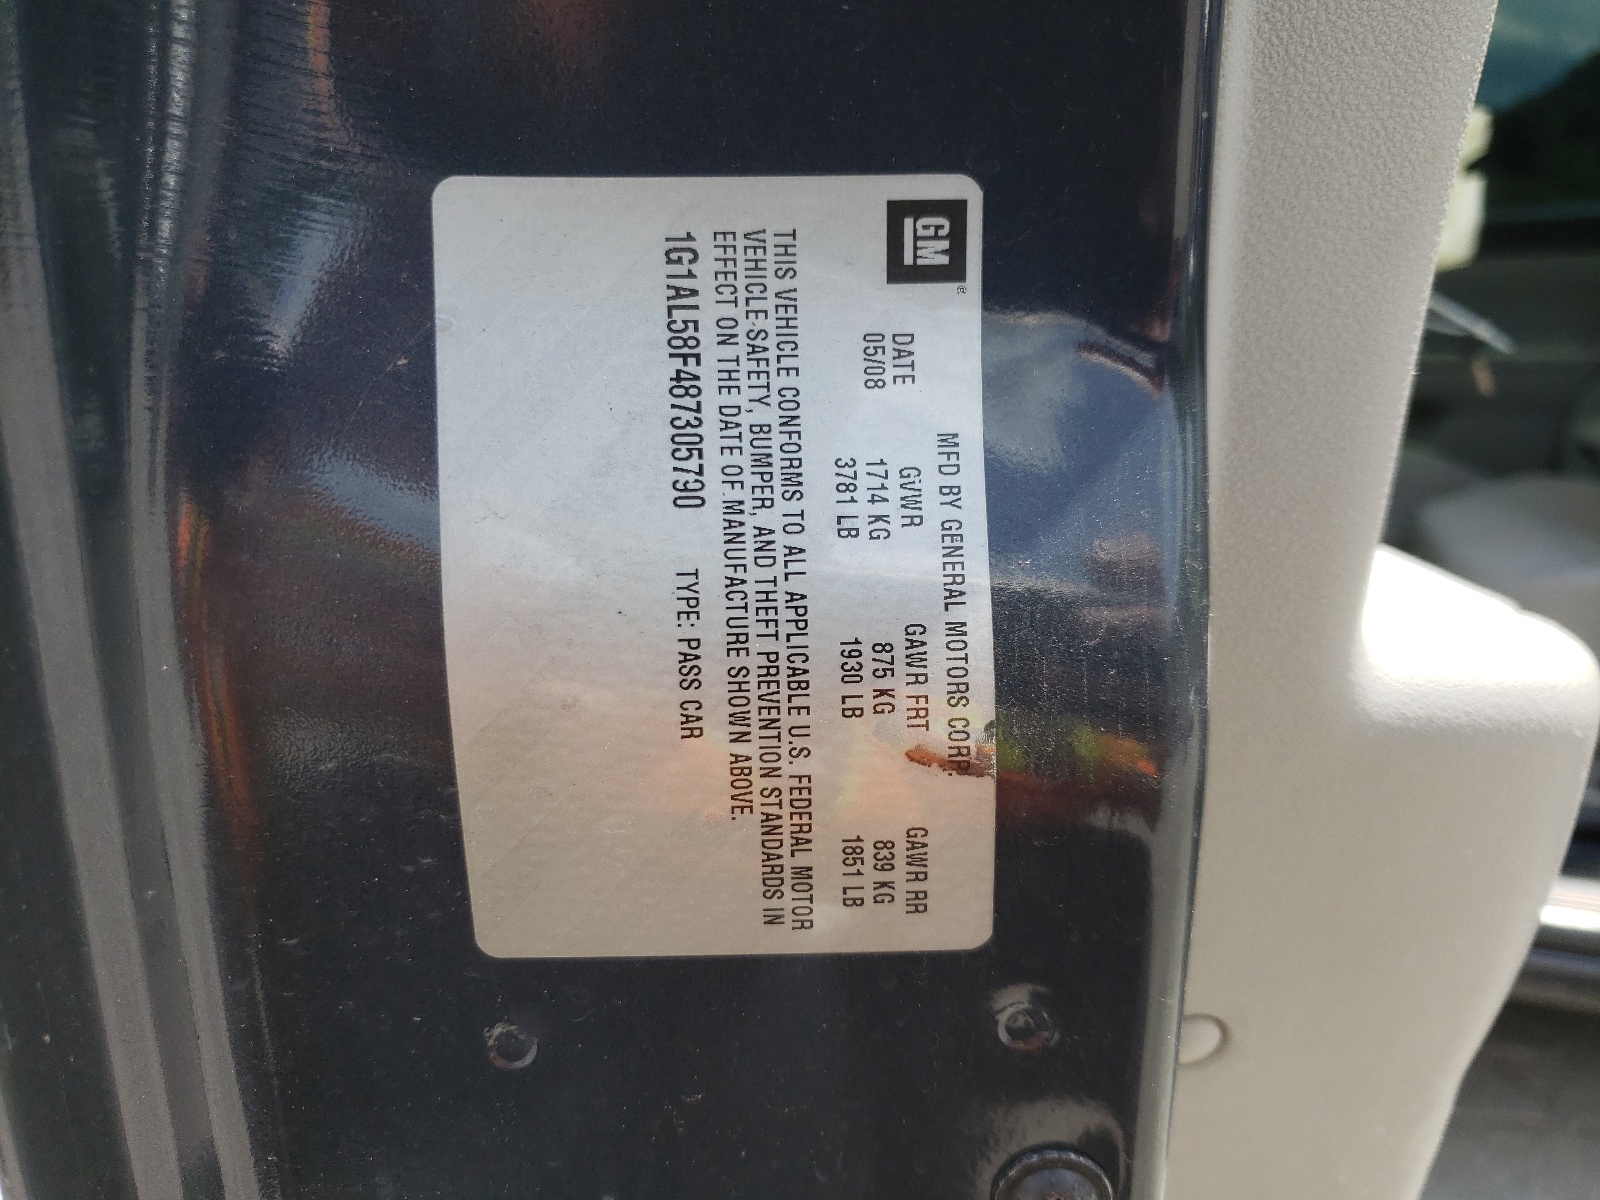 GM®
MFD BY GENERAL MOTORS CORP.
DATE GVWR GAWR FRT GAWR RR
05/08 1714 KG 875 KG 839 KG
3781 LB 1930 LB 1851 LB
THIS VEHICLE CONFORMS TO ALL APPLICABLE U.S. FEDERAL MOTOR
VEHICLE-SAFETY, BUMPER, AND THEFT PREVENTION STANDARDS IN
EFFECT ON THE DATE OF MANUFACTURE SHOWN ABOVE.
1G1AL58F487305790 TYPE: PASS CAR